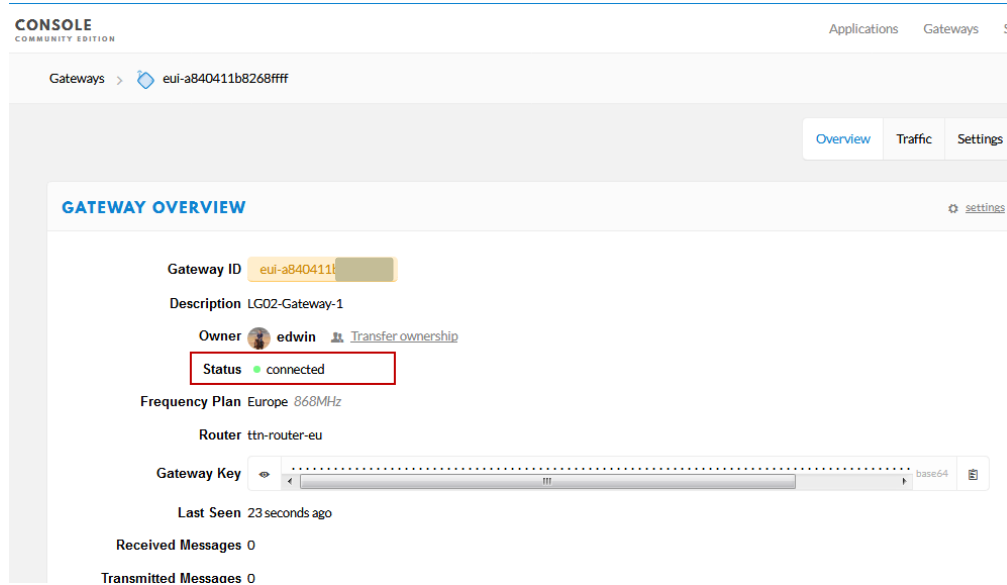 CONSOLE
COMMUNITY EDITION
Applications Gateways S
Gateways > eui-a840411b8268ffff
Overview Traffic Settings
GATEWAY OVERVIEW
settings
Gateway ID eui-a840411b
Description LG02-Gateway-1
Owner edwin Transfer ownership
Status connected
Frequency Plan Europe 868MHz
Router ttn-router-eu
Gateway Key base64
Last Seen 23 seconds ago
Received Messages 0
Transmitted Messages 0